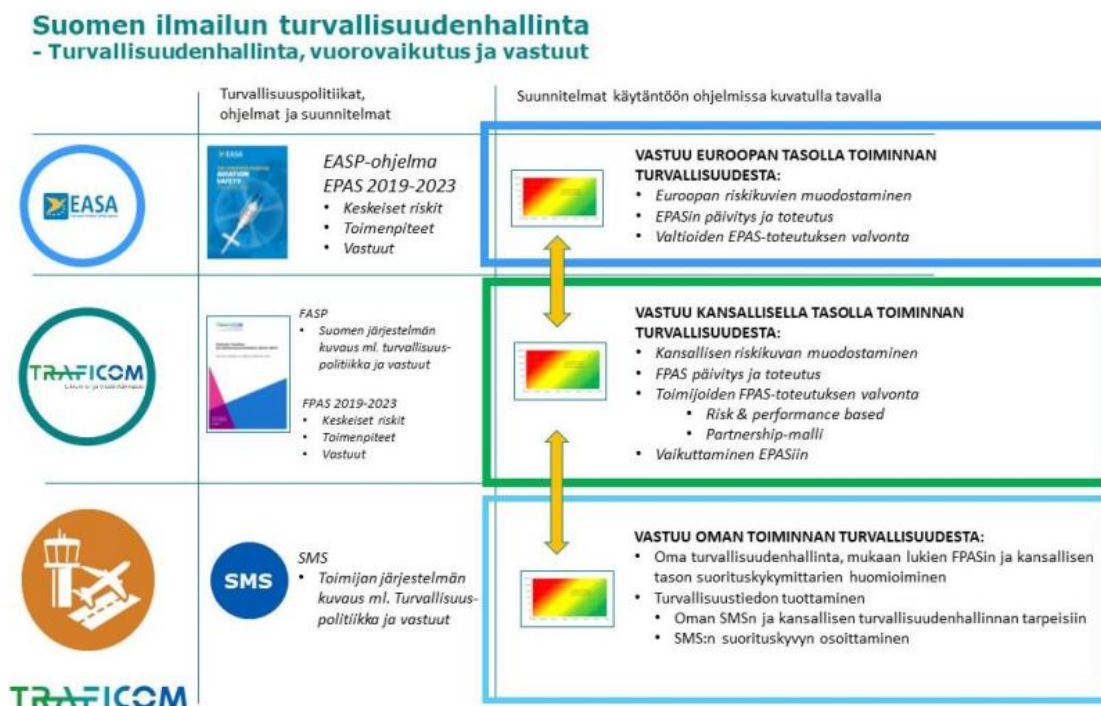 Suomen ilmailun turvallisuudenhallinta
- Turvallisuudenhallinta, vuorovaikutus ja vastuut
Turvallisuuspolitiikat,
ohjelmat ja suunnitelmat
Suunnitelmat käytäntöön ohjelmissa kuvatulla tavalla
EASA
EASA
AVIATION
SAFETY
EASP-ohjelma
EPAS 2019-2023
• Keskeiset riskit
• Toimenpiteet
• Vastuut
VASTUU EUROOPAN TASOLLA TOIMINNAN
TURVALLISUUDESTA:
• Euroopan riskikuvien muodostaminen
• EPASin päivitys ja toteutus
• Valtioiden EPAS-toteutuksen valvonta
TRAFICOM
TRAFICOM
FASP
• Suomen järjestelmän
kuvaus ml. turvallisuus-
politiikka ja vastuut
FPAS 2019-2023
• Keskeiset riskit
• Toimenpiteet
• Vastuut
VASTUU KANSALLISELLA TASOLLA TOIMINNAN
TURVALLISUUDESTA:
• Kansallisen riskikuvan muodostaminen
• FPAS päivitys ja toteutus
• Toimijoiden FPAS-toteutuksen valvonta
• Risk & performance based
• Partnership-malli
• Vaikuttaminen EPASiin
SMS
SMS
• Toimijan järjestelmän
kuvaus ml. Turvallisuus-
politiikka ja vastuut
VASTUU OMAN TOIMINNAN TURVALLISUUDESTA:
• Oma turvallisuudenhallinta, mukaan lukien FPASin ja kansallisen
tason suorituskykymittarien huomioiminen
• Turvallisuustiedon tuottaminen
• Oman SMSn ja kansallisen turvallisuudenhallinnan tarpeisiin
• SMS:n suorituskyvyn osoittaminen
TRAFICOM